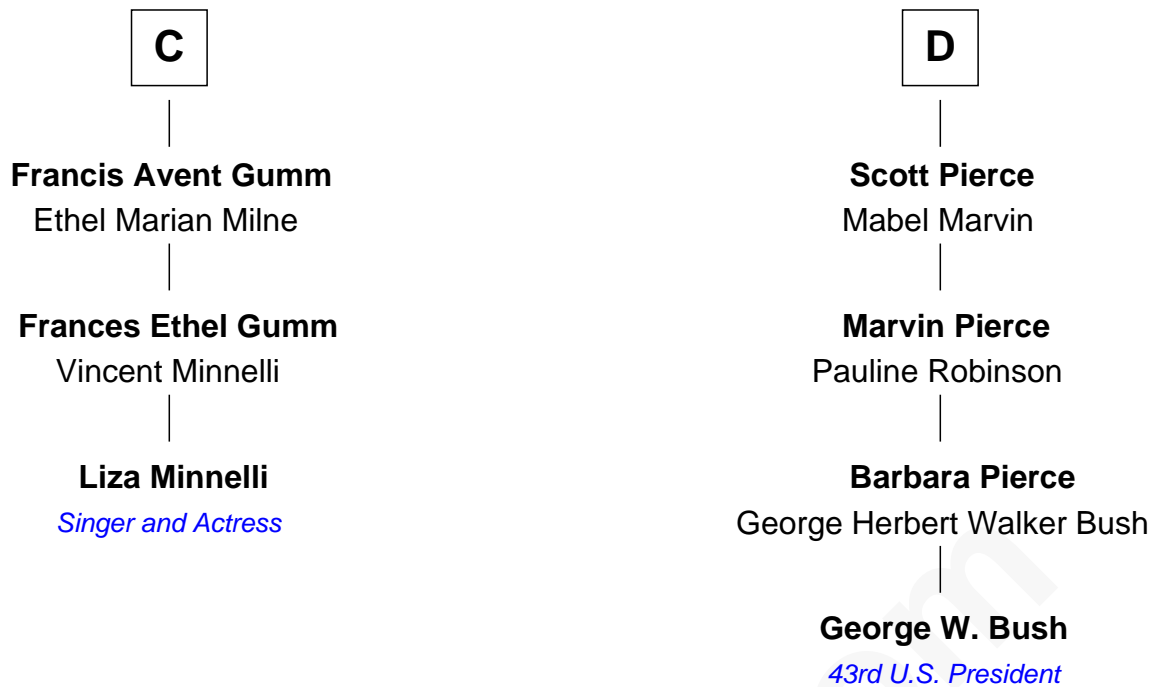 C
Francis Avent Gumm
Ethel Marian Milne
Frances Ethel Gumm
Vincent Minnelli
Liza Minnelli
Singer and Actress
D
Scott Pierce
Mabel Marvin
Marvin Pierce
Pauline Robinson
Barbara Pierce
George Herbert Walker Bush
George W. Bush
43rd U.S. President